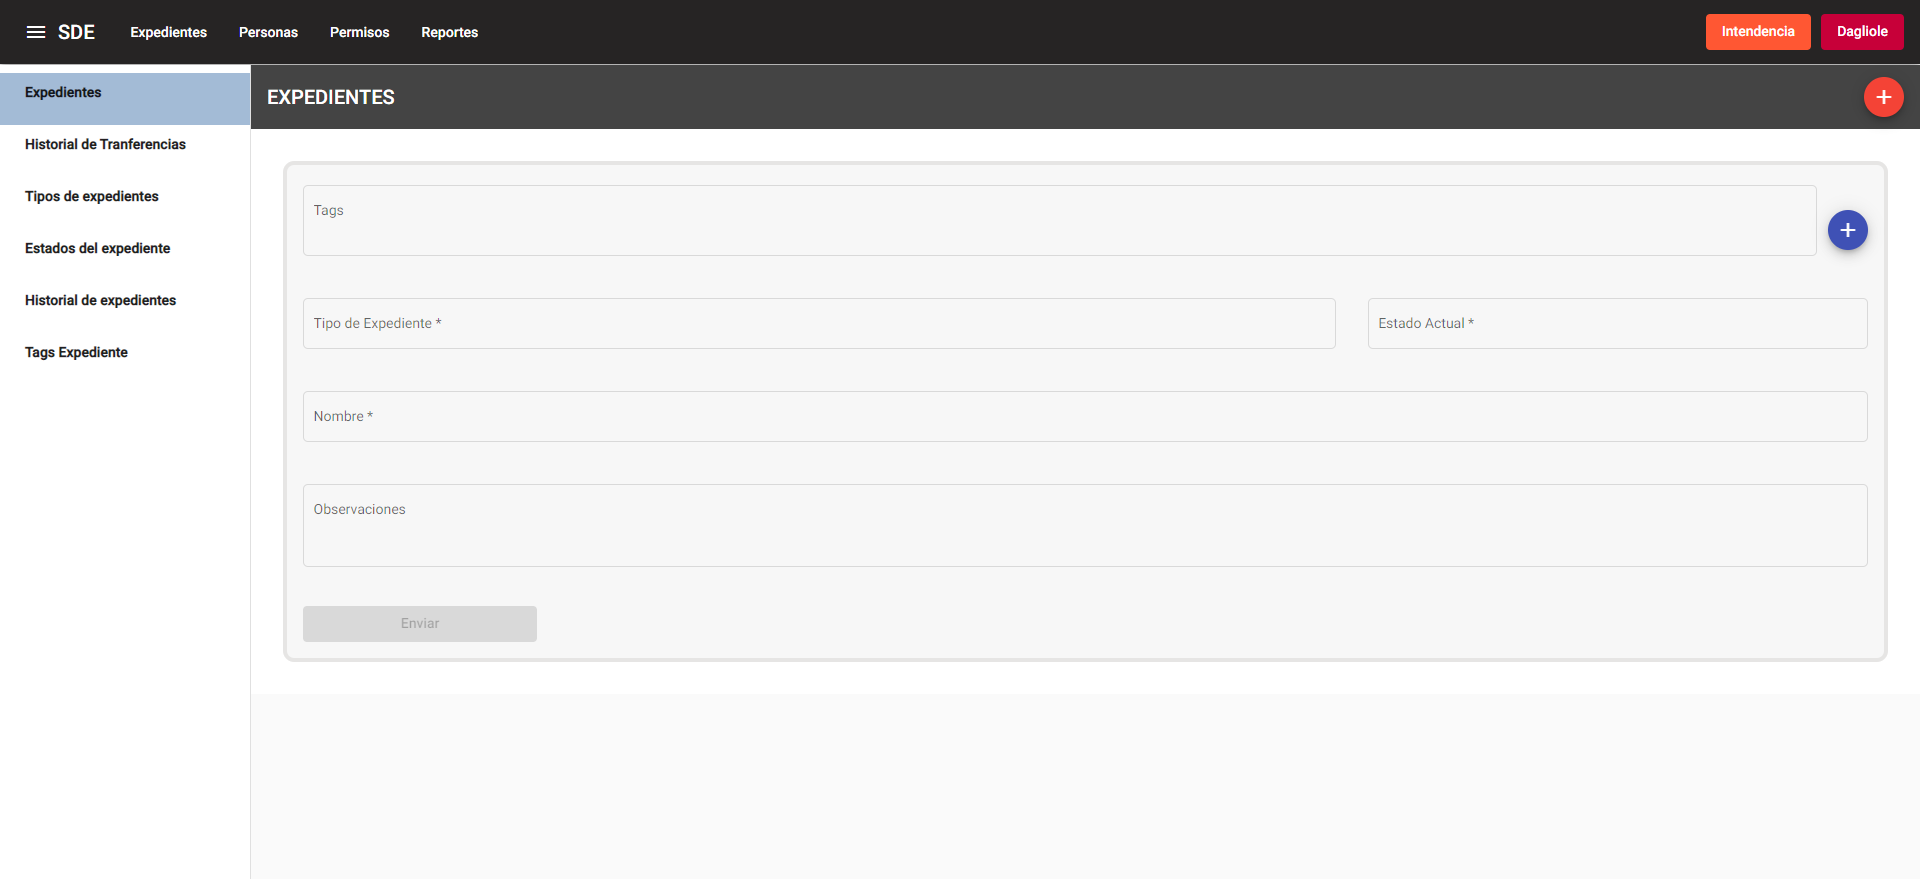 SDE
Expedientes
Personas
Permisos
Reportes
Intendencia
Dagliole
Expedientes
Historial de Tranferencias
Tipos de expedientes
Estados del expediente
Historial de expedientes
Tags Expediente
EXPEDIENTES
Tags
Tipo de Expediente *
Estado Actual *
Nombre *
Observaciones
Enviar